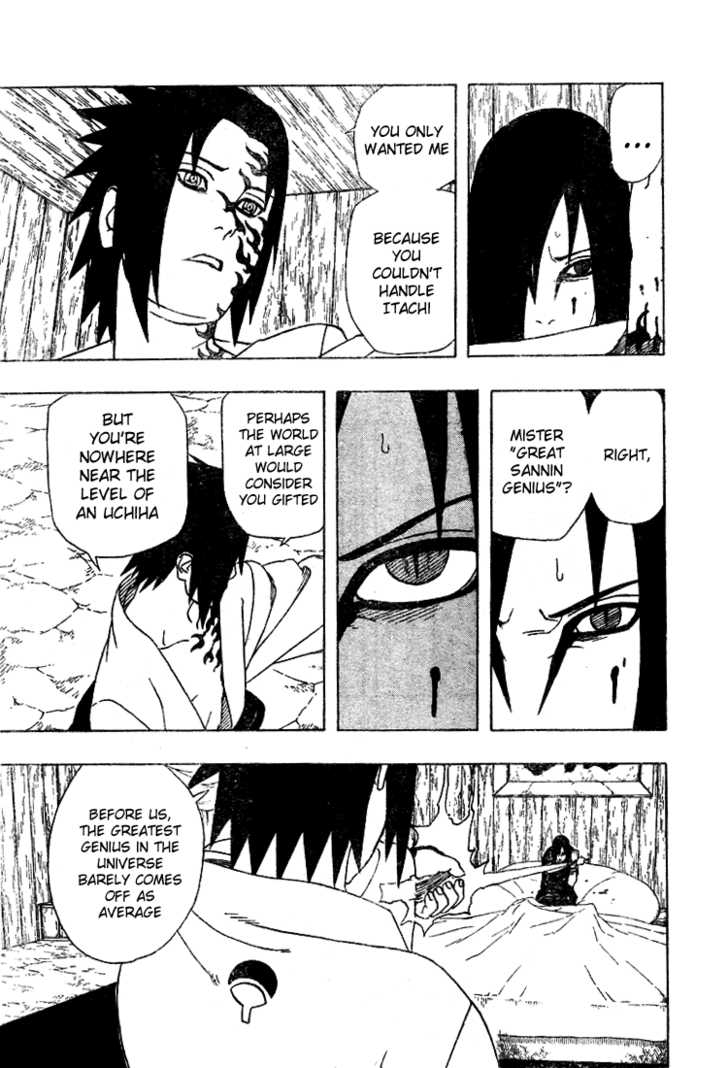 ...
YOU ONLY
WANTED ME
BECAUSE
YOU
COULDN'T
HANDLE
ITACHI
RIGHT,
MISTER
"GREAT
SANNIN
GENIUS"?
PERHAPS
THE WORLD
AT LARGE
WOULD
CONSIDER
YOU GIFTED
BUT
YOU'RE
NOWHERE
NEAR THE
LEVEL OF
AN UCHIHA
BEFORE US,
THE GREATEST
GENIUS IN THE
UNIVERSE
BARELY COMES
OFF AS
AVERAGE